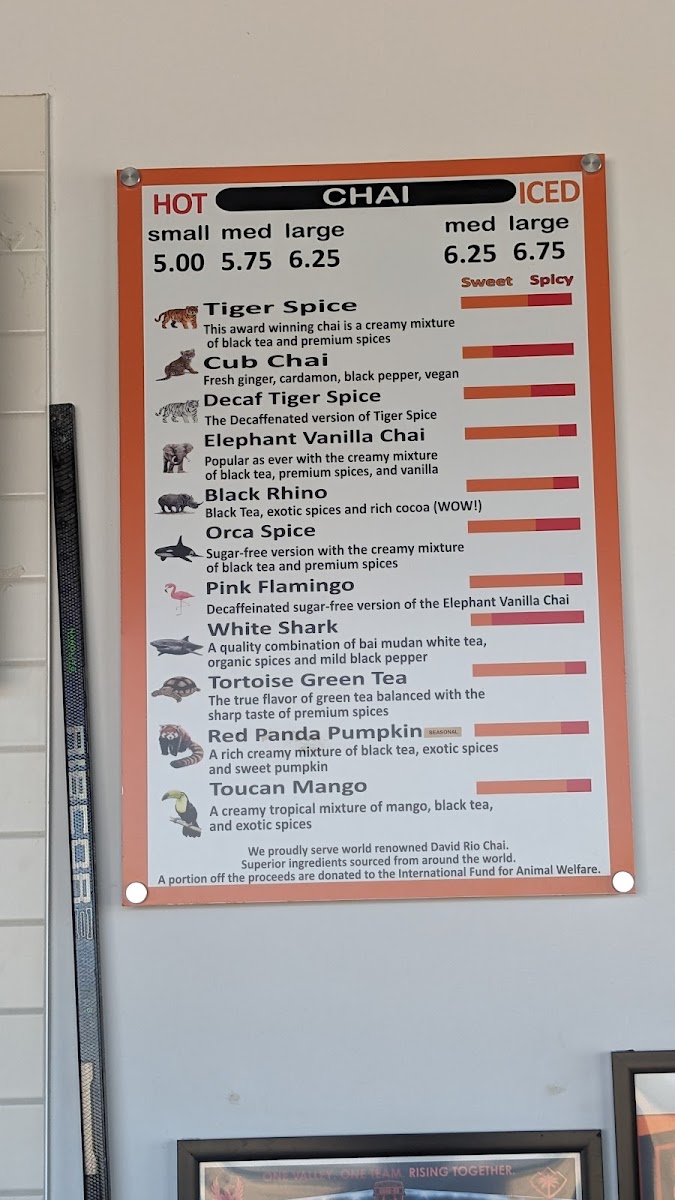 HOT CHAI ICED
small med large med large
5.00 5.75 6.25 6.25 6.75
Sweet Spicy
Tiger Spice
This award winning chai is a creamy mixture
of black tea and premium spices
Cub Chai
Fresh ginger, cardamon, black pepper, vegan
Decaf Tiger Spice
The Decaffenated version of Tiger Spice
Elephant Vanilla Chai
Popular as ever with the creamy mixture
of black tea, premium spices, and vanilla
Black Rhino
Black Tea, exotic spices and rich cocoa (WOW!)
Orca Spice
Sugar-free version with the creamy mixture
of black tea and premium spices
Pink Flamingo
Decaffeinated sugar-free version of the Elephant Vanilla Chai
White Shark
A quality combination of bai mudan white tea,
organic spices and mild black pepper
Tortoise Green Tea
The true flavor of green tea balanced with the
sharp taste of premium spices
Red Panda Pumpkin SEASONAL
A rich creamy mixture of black tea, exotic spices
and sweet pumpkin
Toucan Mango
A creamy tropical mixture of mango, black tea,
and exotic spices
We proudly serve world renowned David Rio Chai.
Superior ingredients sourced from around the world.
A portion off the proceeds are donated to the International Fund for Animal Welfare.
ONE VALLEY. ONE TEAM. RISING TOGETHER.